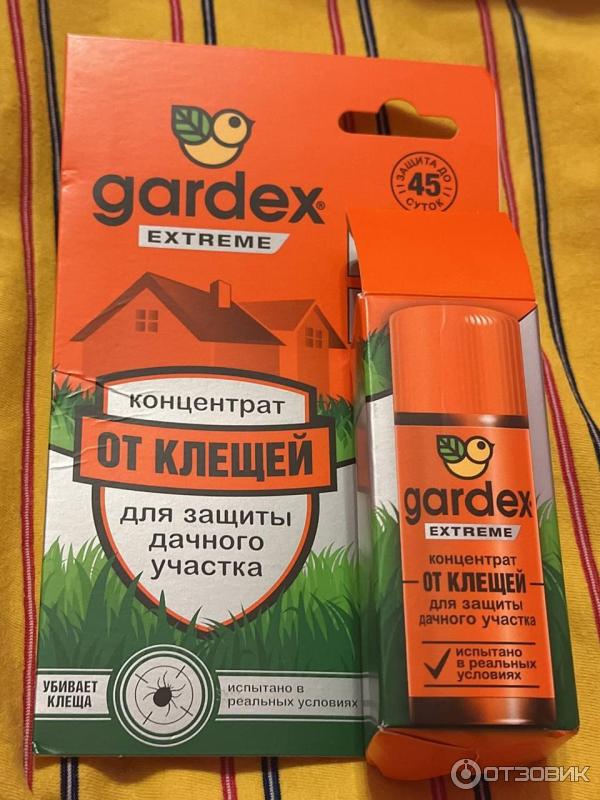 gardex®
EXTREME
ЗАЩИТА ДО
45
СУТОК
КОНЦЕНТРАТ
ОТ КЛЕЩЕЙ
для защиты
дачного
участка
УБИВАЕТ
КЛЕЩА
испытано в
реальных условиях
gardex
EXTREME
концентрат
ОТ КЛЕЩЕЙ
для защиты
дачного участка
испытано
в реальных
условиях
ОТЗОВИК